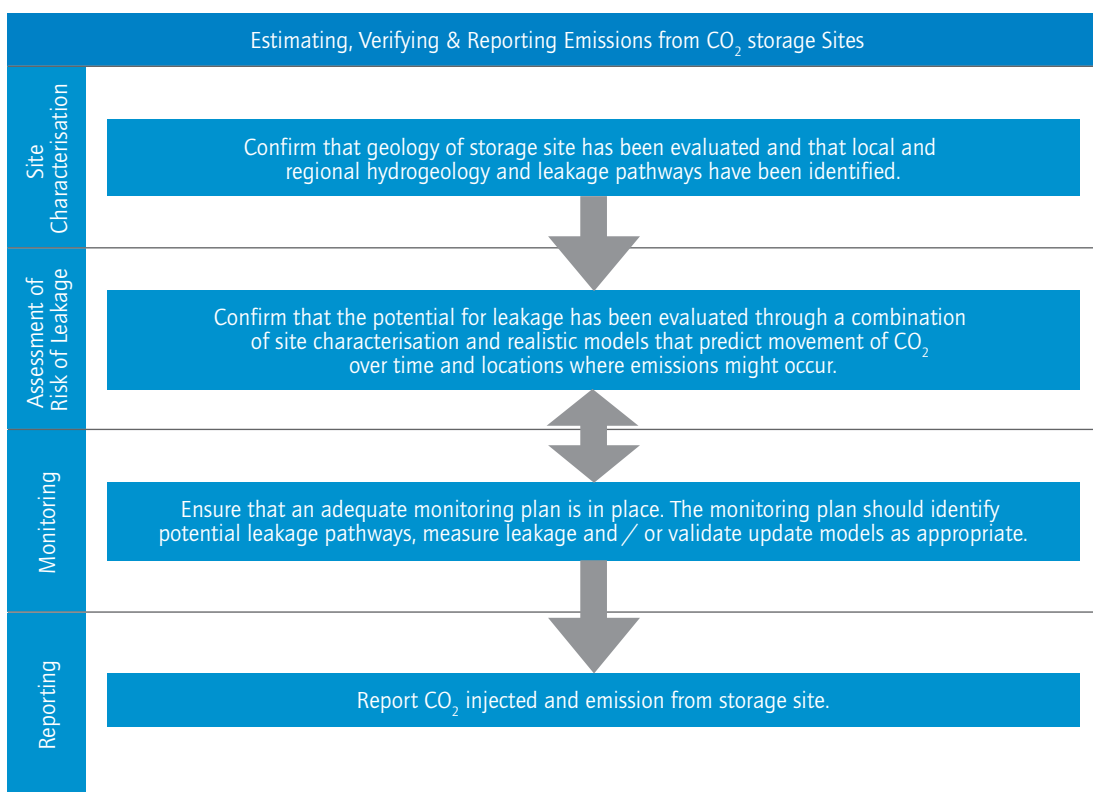 Estimating, Verifying & Reporting Emissions from CO₂ storage Sites
Site
Characterisation
Confirm that geology of storage site has been evaluated and that local and
regional hydrogeology and leakage pathways have been identified.
Assessment of
Risk of Leakage
Confirm that the potential for leakage has been evaluated through a combination
of site characterisation and realistic models that predict movement of CO₂
over time and locations where emissions might occur.
Monitoring
Ensure that an adequate monitoring plan is in place. The monitoring plan should identify
potential leakage pathways, measure leakage and / or validate update models as appropriate.
Reporting
Report CO₂ injected and emission from storage site.